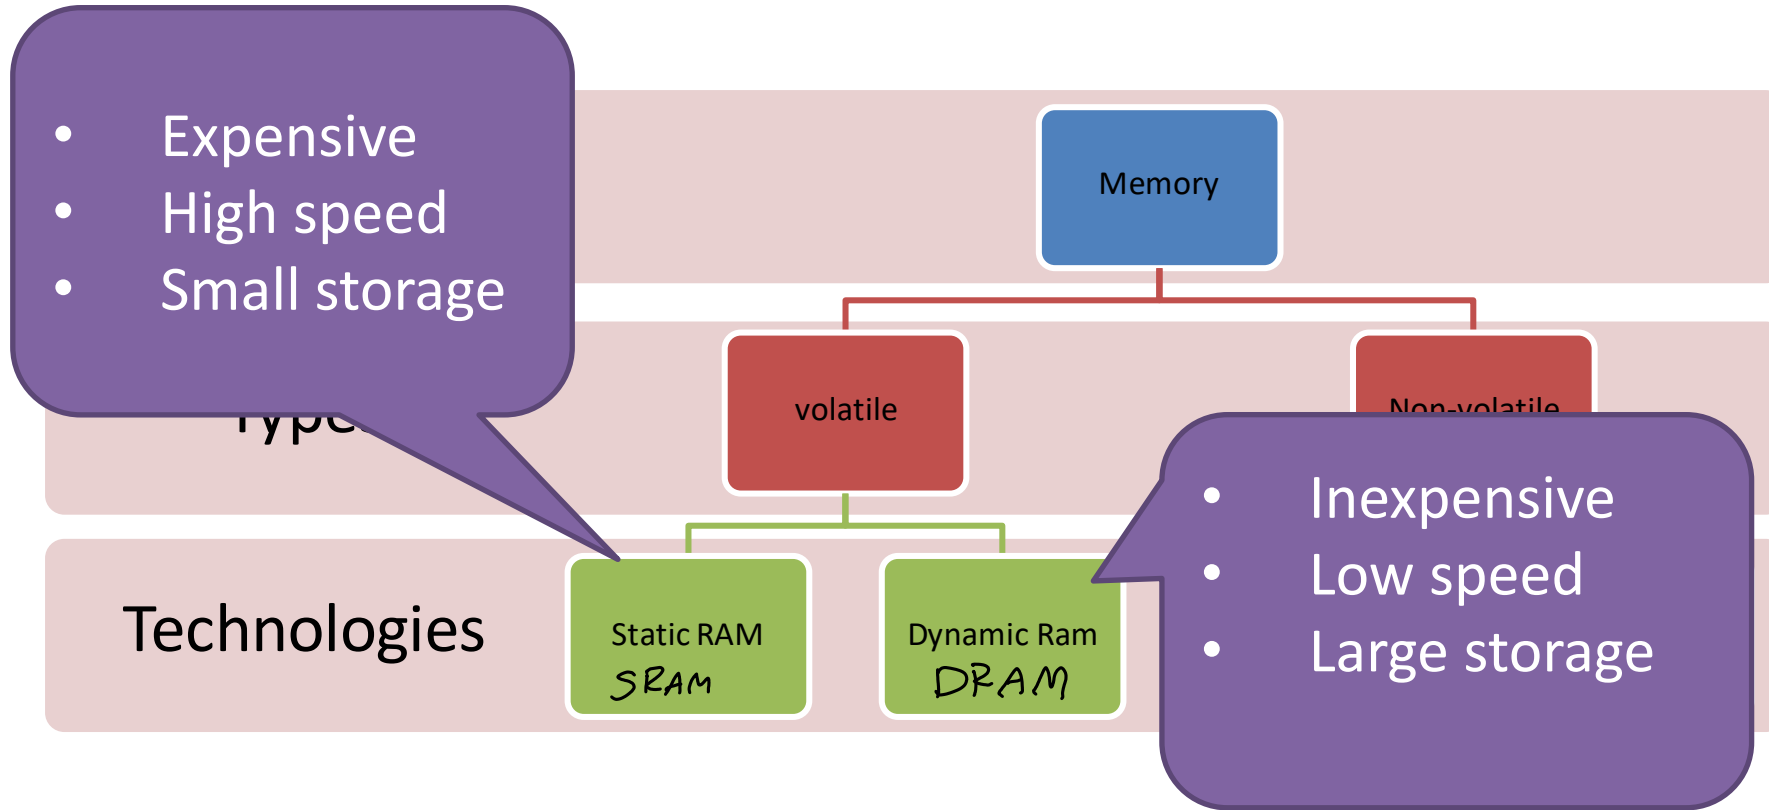 • Expensive
• High speed
• Small storage
Memory
volatile
Non-volatile
• Inexpensive
• Low speed
• Large storage
Technologies
Static RAM
SRAM
Dynamic Ram
DRAM